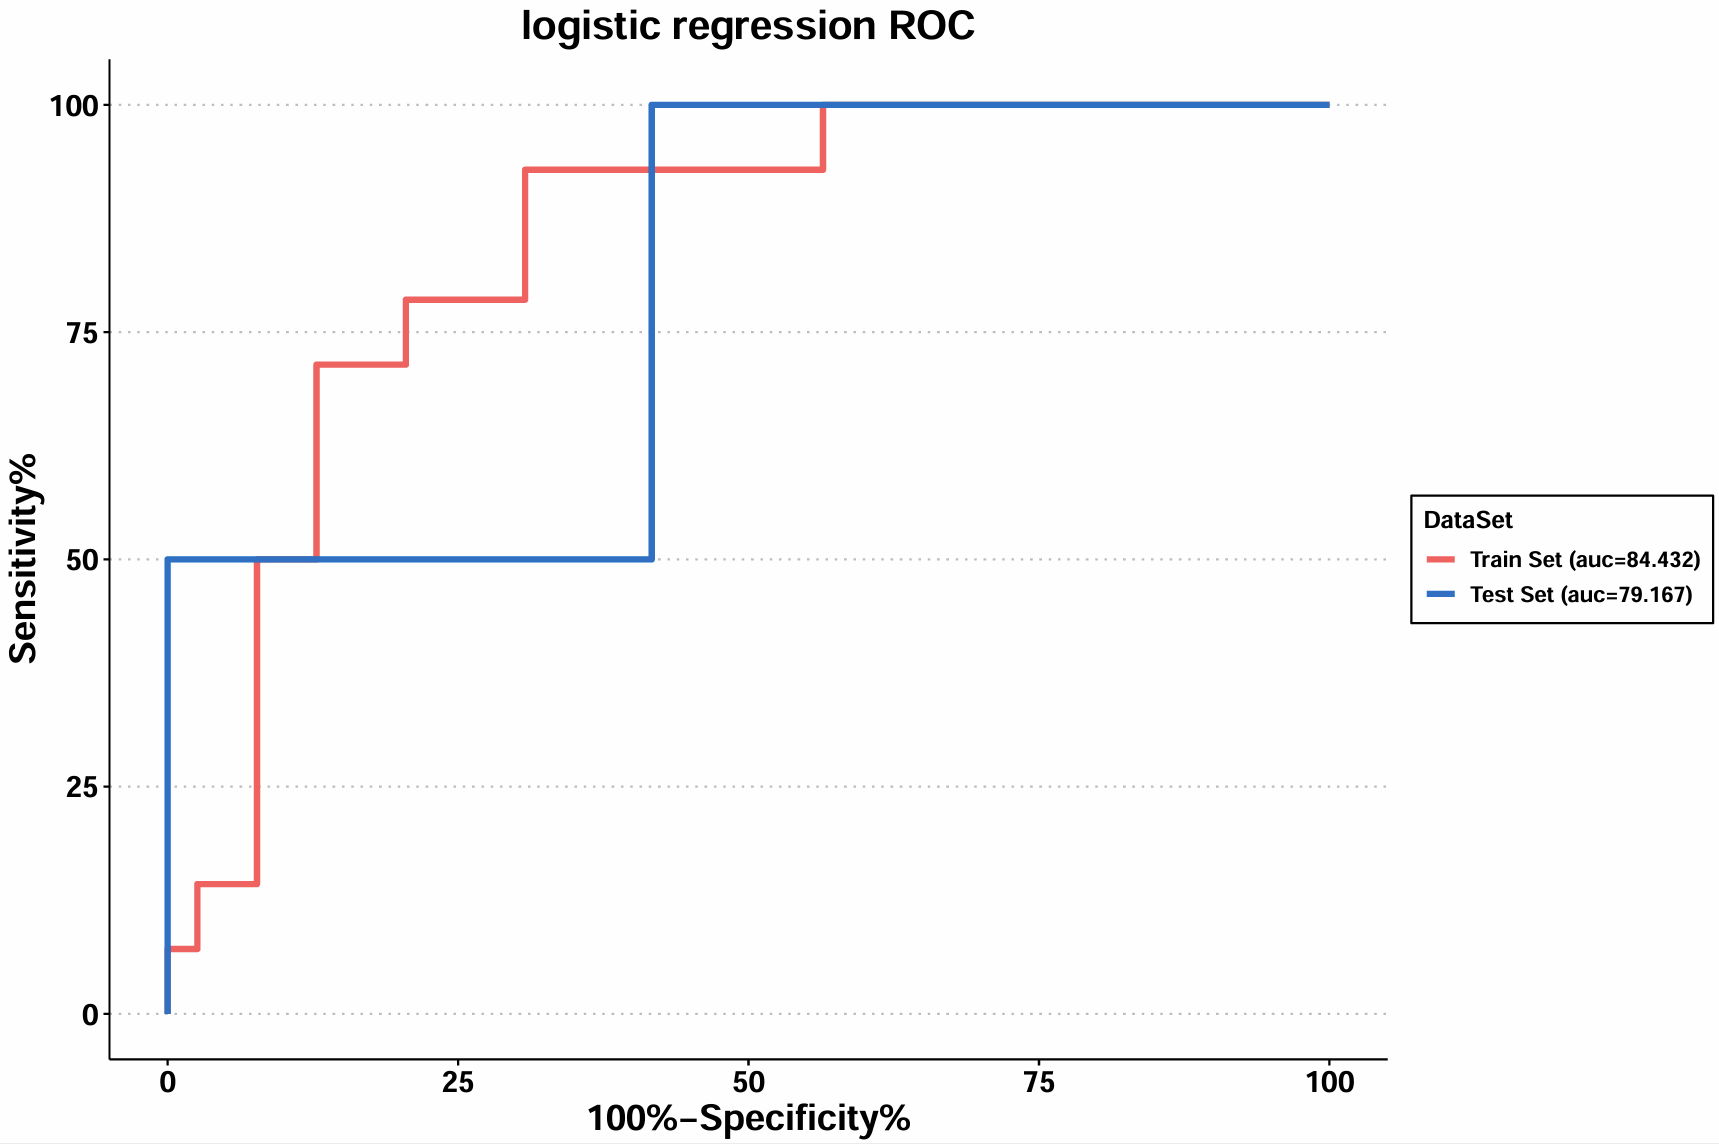 logistic regression ROC
Sensitivity%
100
75
50
25
0
0 25 50 75 100
100%−Specificity%
DataSet
Train Set (auc=84.432)
Test Set (auc=79.167)